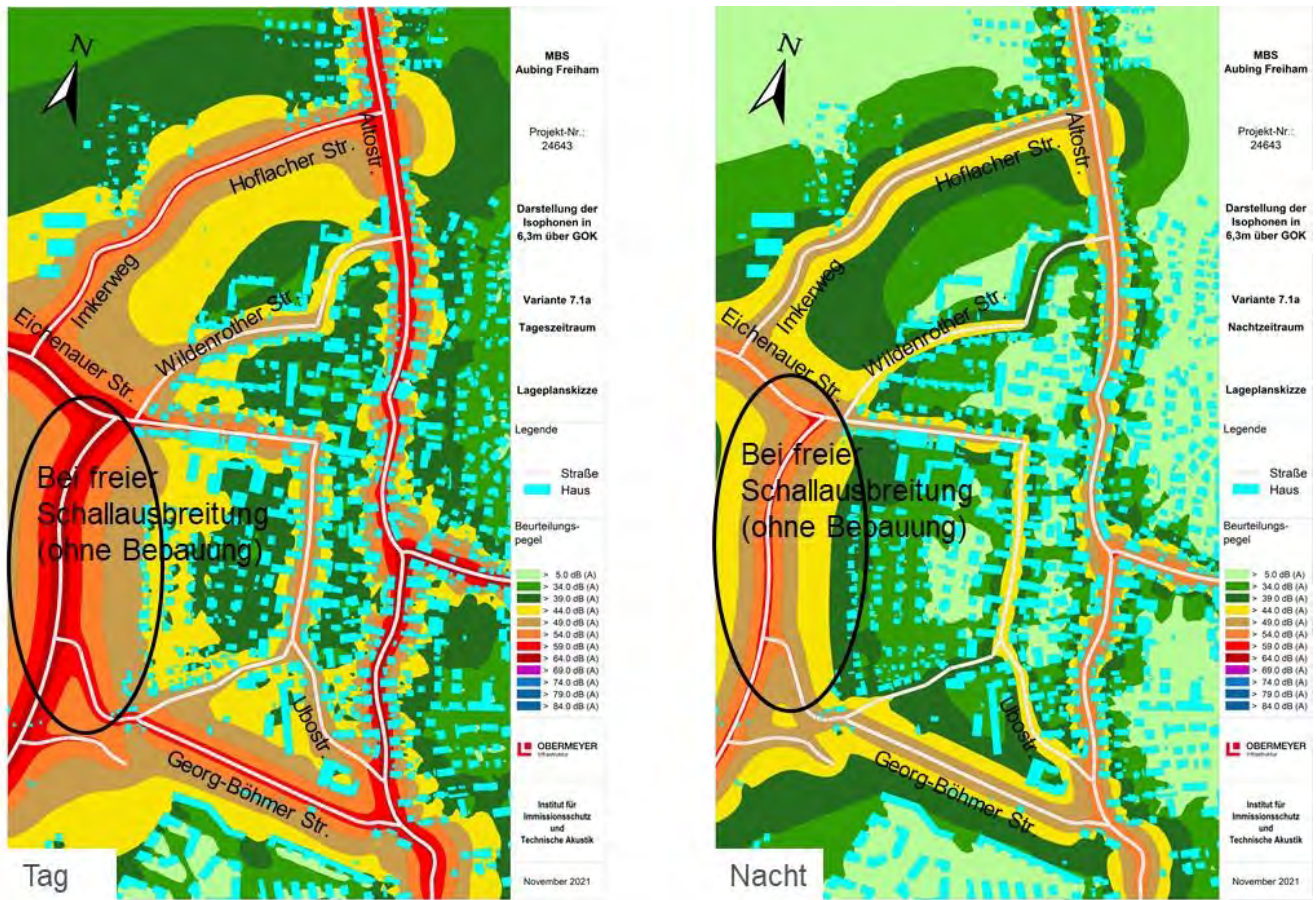 N
Hoflacher Str.
Altostr.
Imkerweg
Eichenauer Str.
Wildenrother Str.
Bei freier
Schallausbreitung
(ohne Bebauung)
Ubostr.
Georg-Böhmer Str.
Tag
MBS
Aubing Freiham
Projekt-Nr.:
24643
Darstellung der
Isophonen in
6,3m über GOK
Variante 7.1a
Tageszeitraum
Lageplanskizze
Legende
Straße
Haus
Beurteilungs-
pegel
> 5.0 dB (A)
> 34.0 dB (A)
> 39.0 dB (A)
> 44.0 dB (A)
> 49.0 dB (A)
> 54.0 dB (A)
> 59.0 dB (A)
> 64.0 dB (A)
> 69.0 dB (A)
> 74.0 dB (A)
> 79.0 dB (A)
> 84.0 dB (A)
OBERMEYER
Infrastruktur
Institut für
Immissionsschutz
und
Technische Akustik
November 2021
N
Hoflacher Str.
Altostr.
Imkerweg
Eichenauer Str.
Wildenrother Str.
Bei freier
Schallausbreitung
(ohne Bebauung)
Ubostr.
Georg-Böhmer Str.
Nacht
MBS
Aubing Freiham
Projekt-Nr.:
24643
Darstellung der
Isophonen in
6,3m über GOK
Variante 7.1a
Nachtzeitraum
Lageplanskizze
Legende
Straße
Haus
Beurteilungs-
pegel
> 5.0 dB (A)
> 34.0 dB (A)
> 39.0 dB (A)
> 44.0 dB (A)
> 49.0 dB (A)
> 54.0 dB (A)
> 59.0 dB (A)
> 64.0 dB (A)
> 69.0 dB (A)
> 74.0 dB (A)
> 79.0 dB (A)
> 84.0 dB (A)
OBERMEYER
Infrastruktur
Institut für
Immissionsschutz
und
Technische Akustik
November 2021